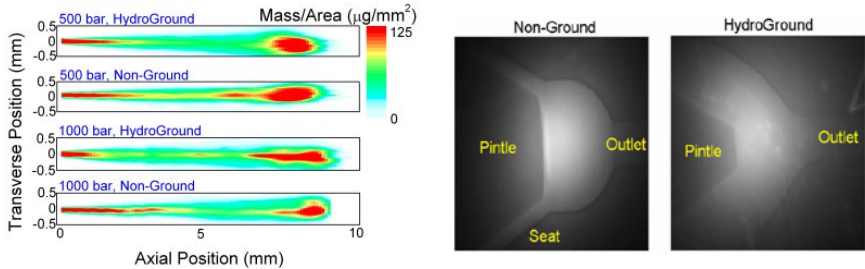 500 bar, HydroGround
Mass/Area (μg/mm²)
0.5
0
-0.5
125
0
500 bar, Non-Ground
0.5
0
-0.5
1000 bar, HydroGround
0.5
0
-0.5
1000 bar, Non-Ground
0.5
0
-0.5
0
5
10
Transverse Position (mm)
Axial Position (mm)
Non-Ground
Pintle
Outlet
Seat
HydroGround
Pintle
Outlet